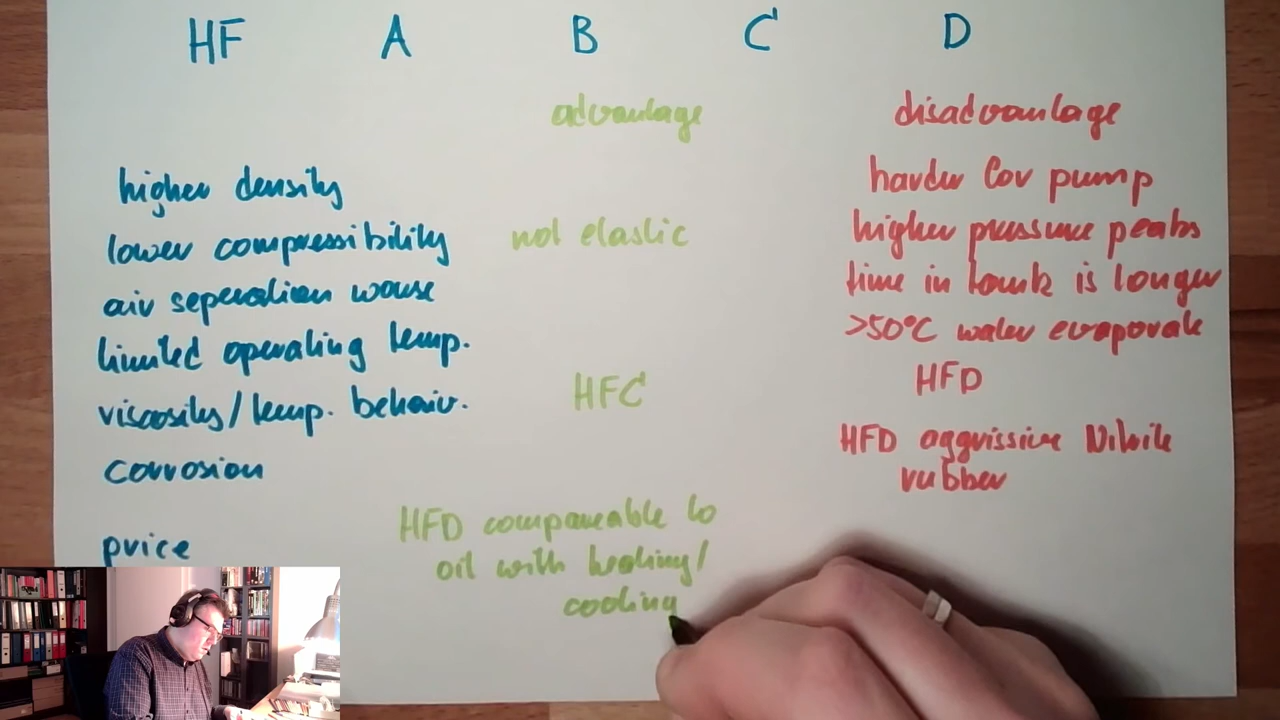 HF A B C D
advantage disadvantage
higher density harder for pump
lower compressibility not elastic higher pressure peaks
air seperation worse time in tank is longer
limited operating temp. >50°C water evaporate
viscosity/temp. behaiv. HFC HFD
corrosion HFD aggrissive Nitrile
rubber
price HFD compareable to
oil with heating/
cooling